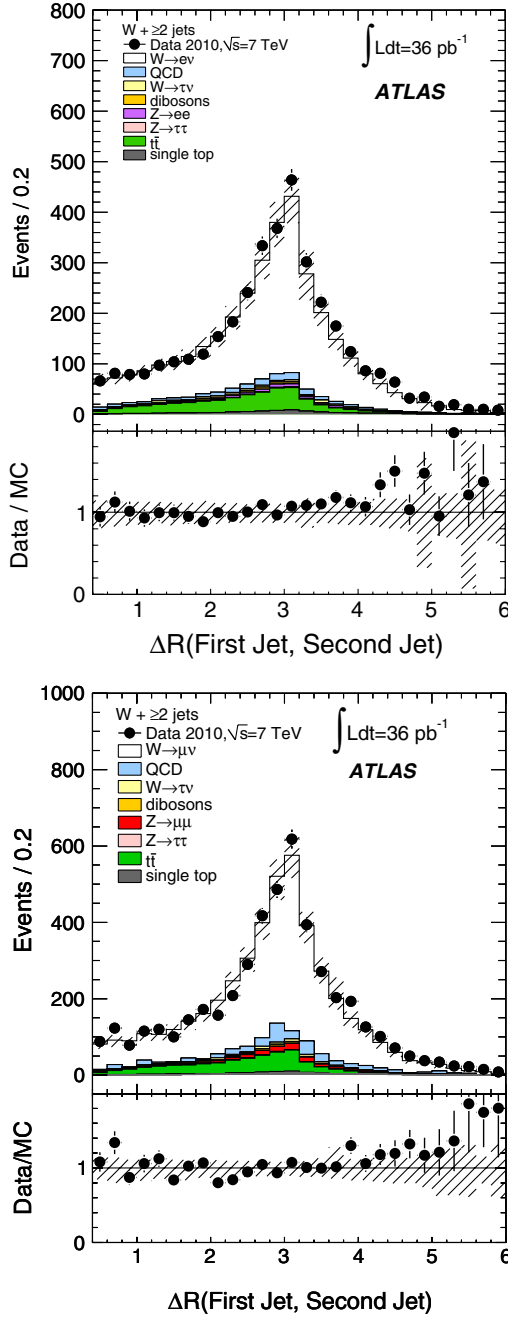 800
W + ≥2 jets
Data 2010,√s=7 TeV
∫Ldt=36 pb⁻¹
W→eν
QCD
W→τν
dibosons
Z→ee
Z→ττ
tt̄
single top
ATLAS
700
600
500
400
300
200
100
0
Events / 0.2
1
0
Data / MC
1 2 3 4 5 6
ΔR(First Jet, Second Jet)
1000
W + ≥2 jets
Data 2010,√s=7 TeV
∫Ldt=36 pb⁻¹
W→μν
QCD
W→τν
dibosons
Z→μμ
Z→ττ
tt̄
single top
ATLAS
800
600
400
200
0
Events / 0.2
1
0
Data/MC
1 2 3 4 5 6
ΔR(First Jet, Second Jet)